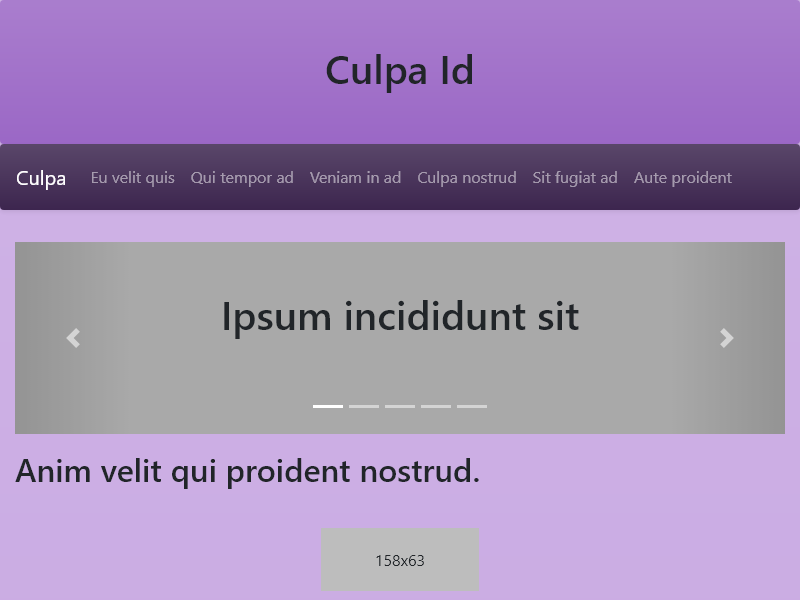 Culpa Id
Culpa Eu velit quis Qui tempor ad Veniam in ad Culpa nostrud Sit fugiat ad Aute proident
Ipsum incididunt sit
Anim velit qui proident nostrud.
158x63